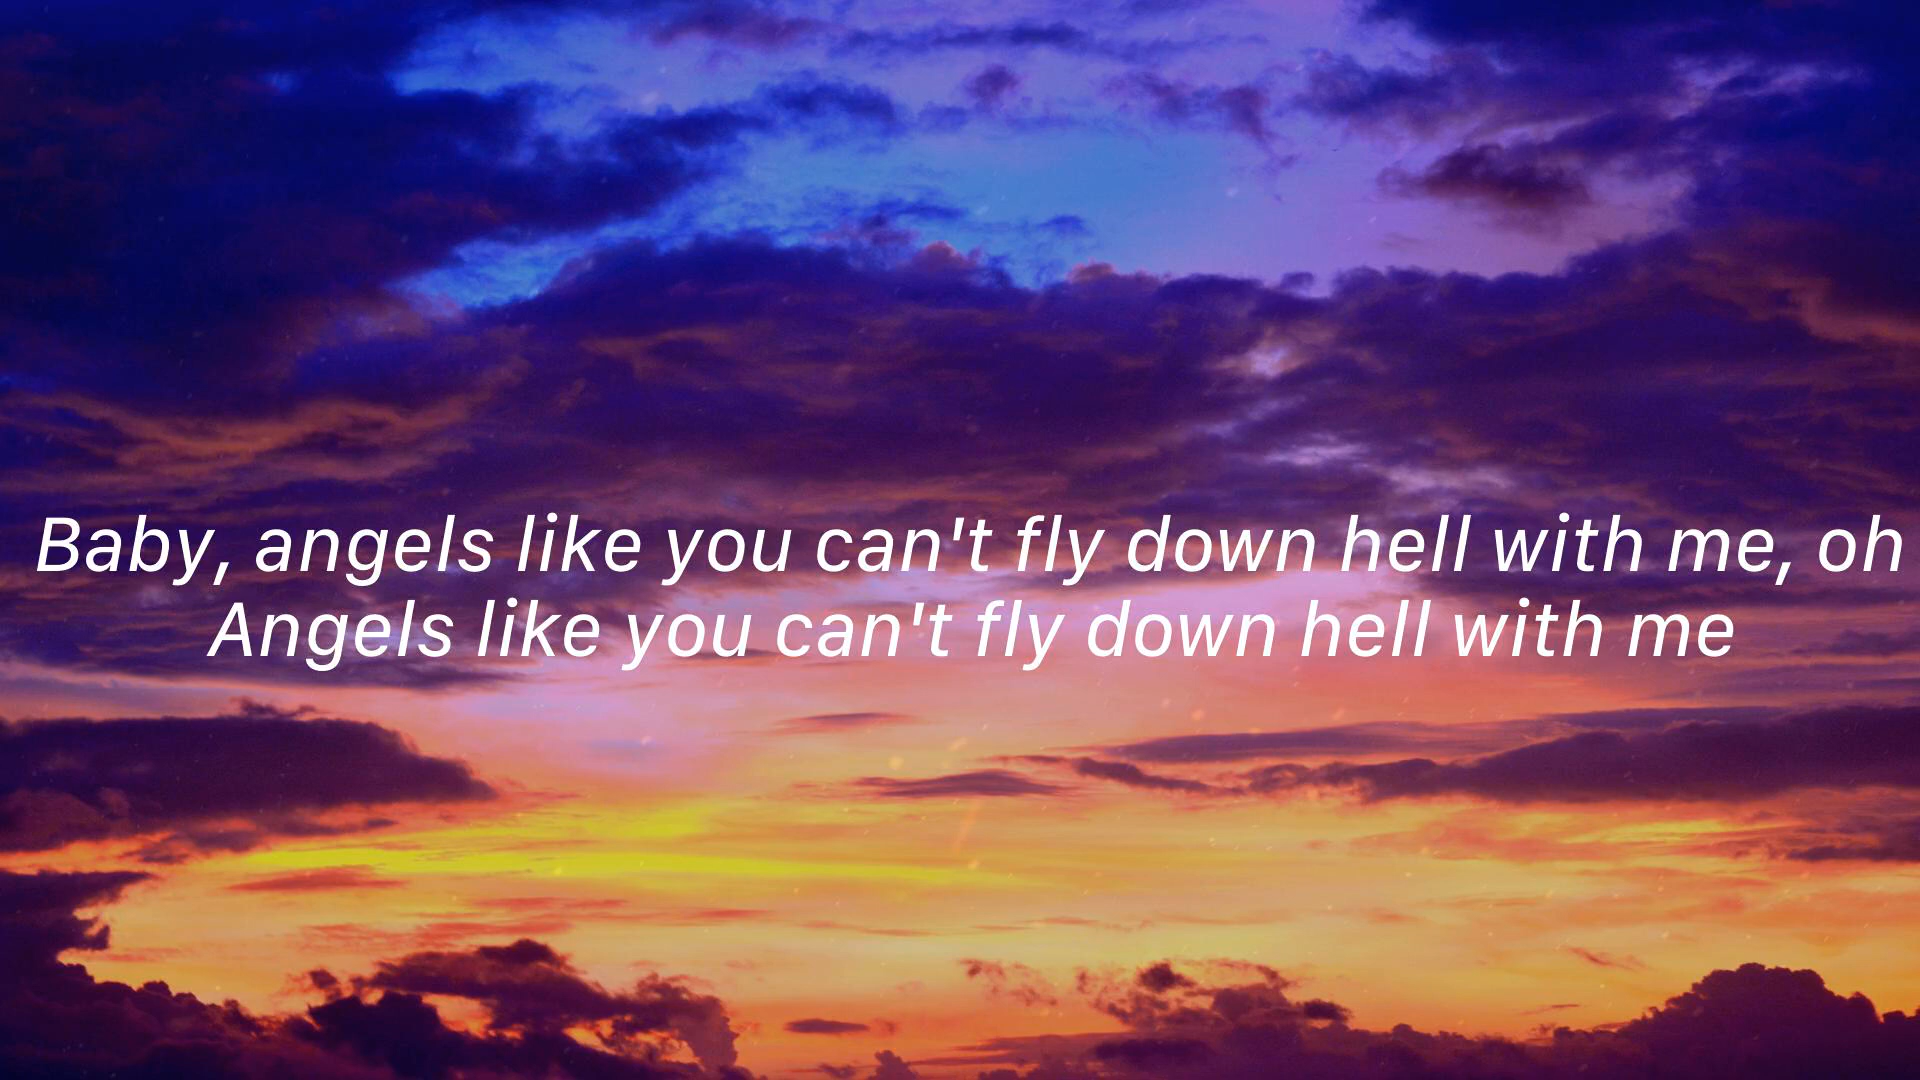 Baby, angels like you can't fly down hell with me, oh
Angels like you can't fly down hell with me